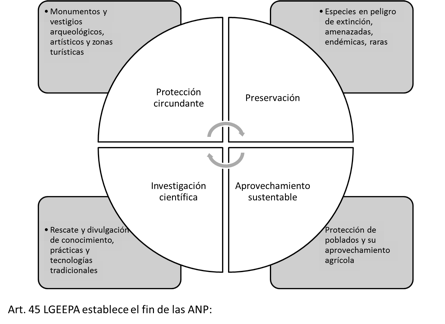 • Monumentos y
vestigios
arqueológicos,
artísticos y zonas
turísticas
• Especies en peligro
de extinción,
amenazadas,
endémicas, raras
Protección
circundante
Preservación
Investigación
científica
Aprovechamiento
sustentable
• Rescate y divulgación
de conocimiento,
prácticas y
tecnologías
tradicionales
Protección de
poblados y su
aprovechamiento
agrícola
Art. 45 LGEEPA establece el fin de las ANP: